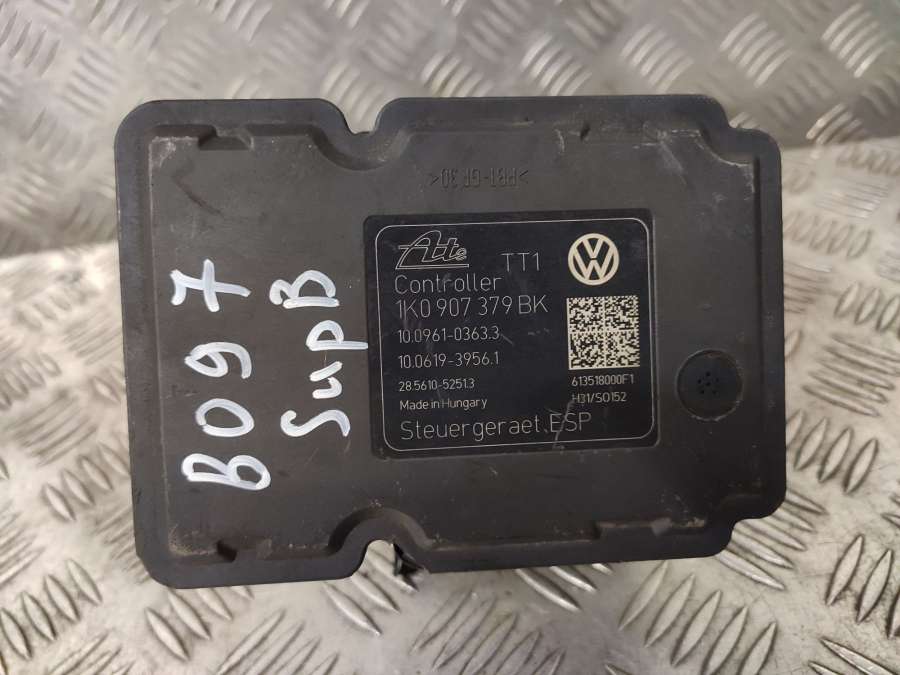 >PBT-GF30<
Ate
TT1
Controller
1K0 907 379 BK
10.0961-0363.3
10.0619-3956.1
28.5610-5251.3
613518000F1
Made in Hungary
H31/S0152
Steuergeraet ESP
B097
SupB